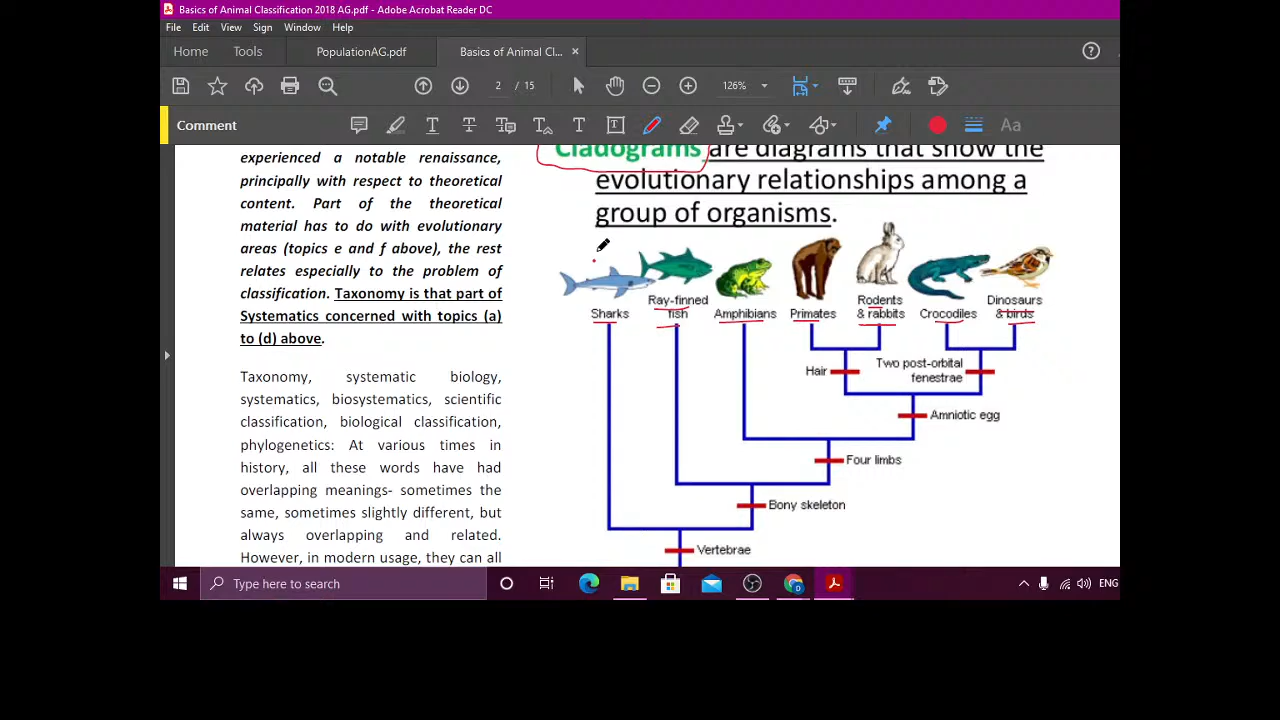 Basics of Animal Classification 2018 AG.pdf - Adobe Acrobat Reader DC
File Edit View Sign Window Help
Home Tools PopulationAG.pdf Basics of Animal Cl... ×
2 / 15 126%
Comment
Aa
experienced a notable renaissance,
principally with respect to theoretical
content. Part of the theoretical
material has to do with evolutionary
areas (topics e and f above), the rest
relates especially to the problem of
classification. Taxonomy is that part of
Systematics concerned with topics (a)
to (d) above.
Taxonomy, systematic biology,
systematics, biosystematics, scientific
classification, biological classification,
phylogenetics: At various times in
history, all these words have had
overlapping meanings- sometimes the
same, sometimes slightly different, but
always overlapping and related.
However, in modern usage, they can all
Cladograms are diagrams that show the
evolutionary relationships among a
group of organisms.
Sharks
Ray-finned
fish
Amphibians
Primates
Rodents
& rabbits
Crocodiles
Dinosaurs
& birds
Hair
Two post-orbital
fenestrae
Amniotic egg
Four limbs
Bony skeleton
Vertebrae
Type here to search
ENG